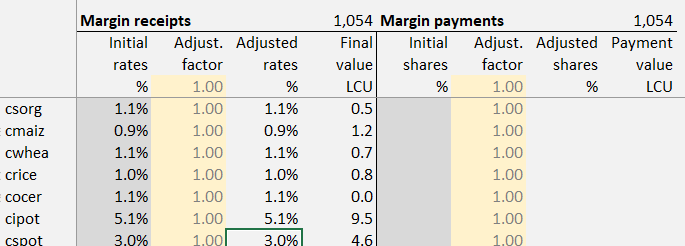 Margin receipts 1,054 Margin payments 1,054
Initial Adjust. Adjusted Final Initial Adjust. Adjusted Payment
rates factor rates value shares factor shares value
% 1.00 % LCU % 1.00 % LCU
csorg 1.1% 1.00 1.1% 0.5 1.00
cmaiz 0.9% 1.00 0.9% 1.2 1.00
cwhea 1.1% 1.00 1.1% 0.7 1.00
crice 1.0% 1.00 1.0% 0.8 1.00
cocer 1.1% 1.00 1.1% 0.0 1.00
cipot 5.1% 1.00 5.1% 9.5 1.00
cspot 3.0% 1.00 3.0% 4.6 1.00